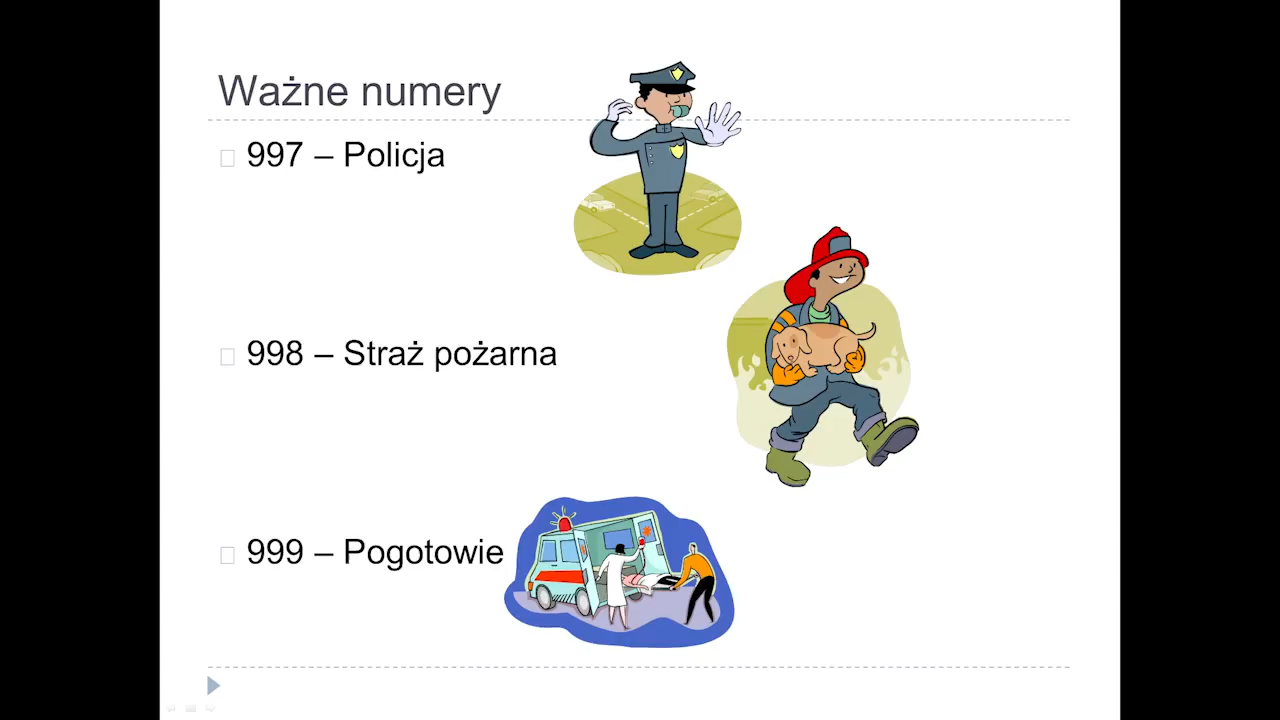 Ważne numery
997 – Policja
998 – Straż pożarna
999 – Pogotowie